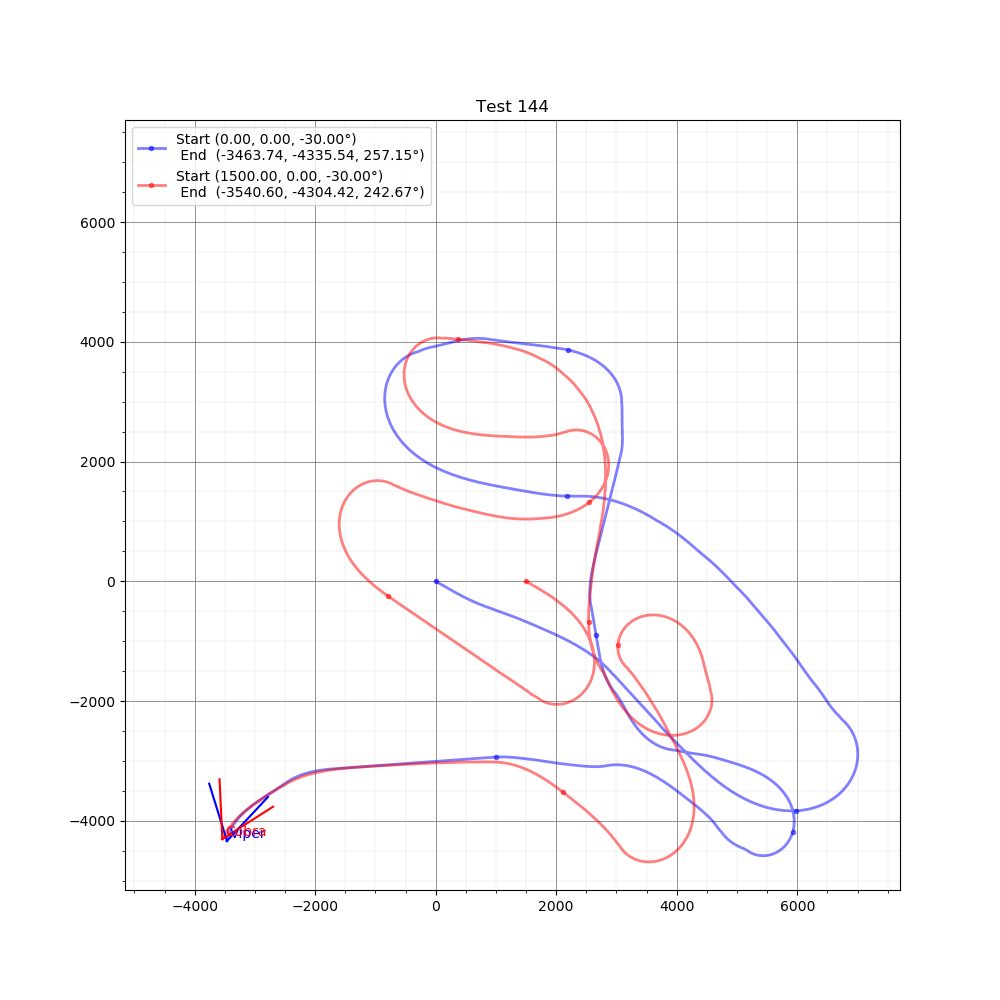 Test 144
Start (0.00, 0.00, -30.00°)
End (-3463.74, -4335.54, 257.15°)
Start (1500.00, 0.00, -30.00°)
End (-3540.60, -4304.42, 242.67°)
6000
4000
2000
0
−2000
−4000
Cobra
Viper
−4000 −2000 0 2000 4000 6000